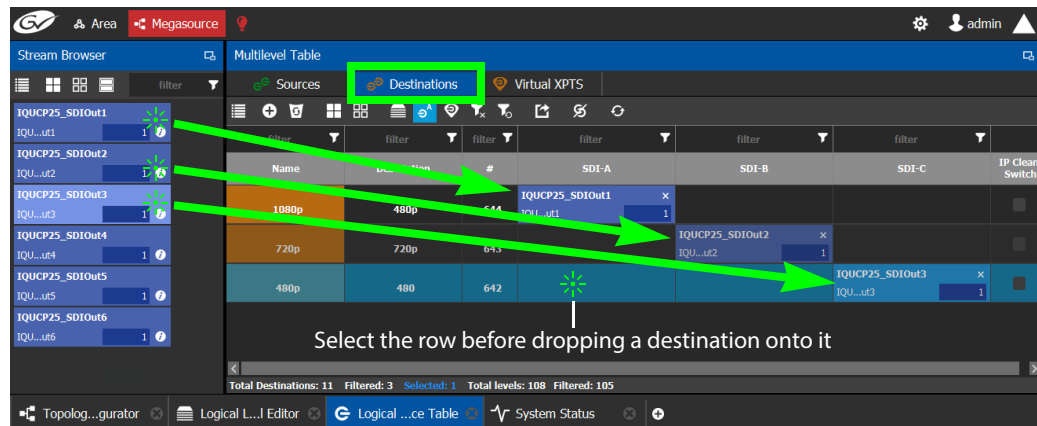 GV Area Megasource admin
Stream Browser
filter
IQUCP25_SDIOut1
IQU...ut1 1
IQUCP25_SDIOut2
IQU...ut2 1
IQUCP25_SDIOut3
IQU...ut3 1
IQUCP25_SDIOut4
IQU...ut4 1
IQUCP25_SDIOut5
IQU...ut5 1
IQUCP25_SDIOut6
IQU...ut6 1
Multilevel Table
Sources Destinations Virtual XPTS
filter filter filter filter filter filter
Name # SDI-A SDI-B SDI-C IP Clean
Switch
1080p 480p 644 IQUCP25_SDIOut1 x
IQU...ut1 1
720p 720p 643 IQUCP25_SDIOut2 x
IQU...ut2 1
480p 480 642 IQUCP25_SDIOut3 x
IQU...ut3 1
Select the row before dropping a destination onto it
Total Destinations: 11 Filtered: 3 Selected: 1 Total levels: 108 Filtered: 105
Topolog...gurator Logical L...l Editor Logical ...ce Table System Status